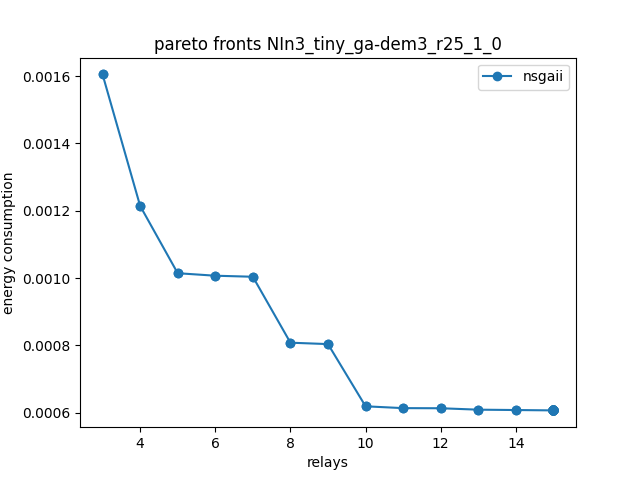 pareto fronts NIn3_tiny_ga-dem3_r25_1_0
nsgaii
0.0016
0.0014
0.0012
0.0010
0.0008
0.0006
energy consumption
4 6 8 10 12 14
relays